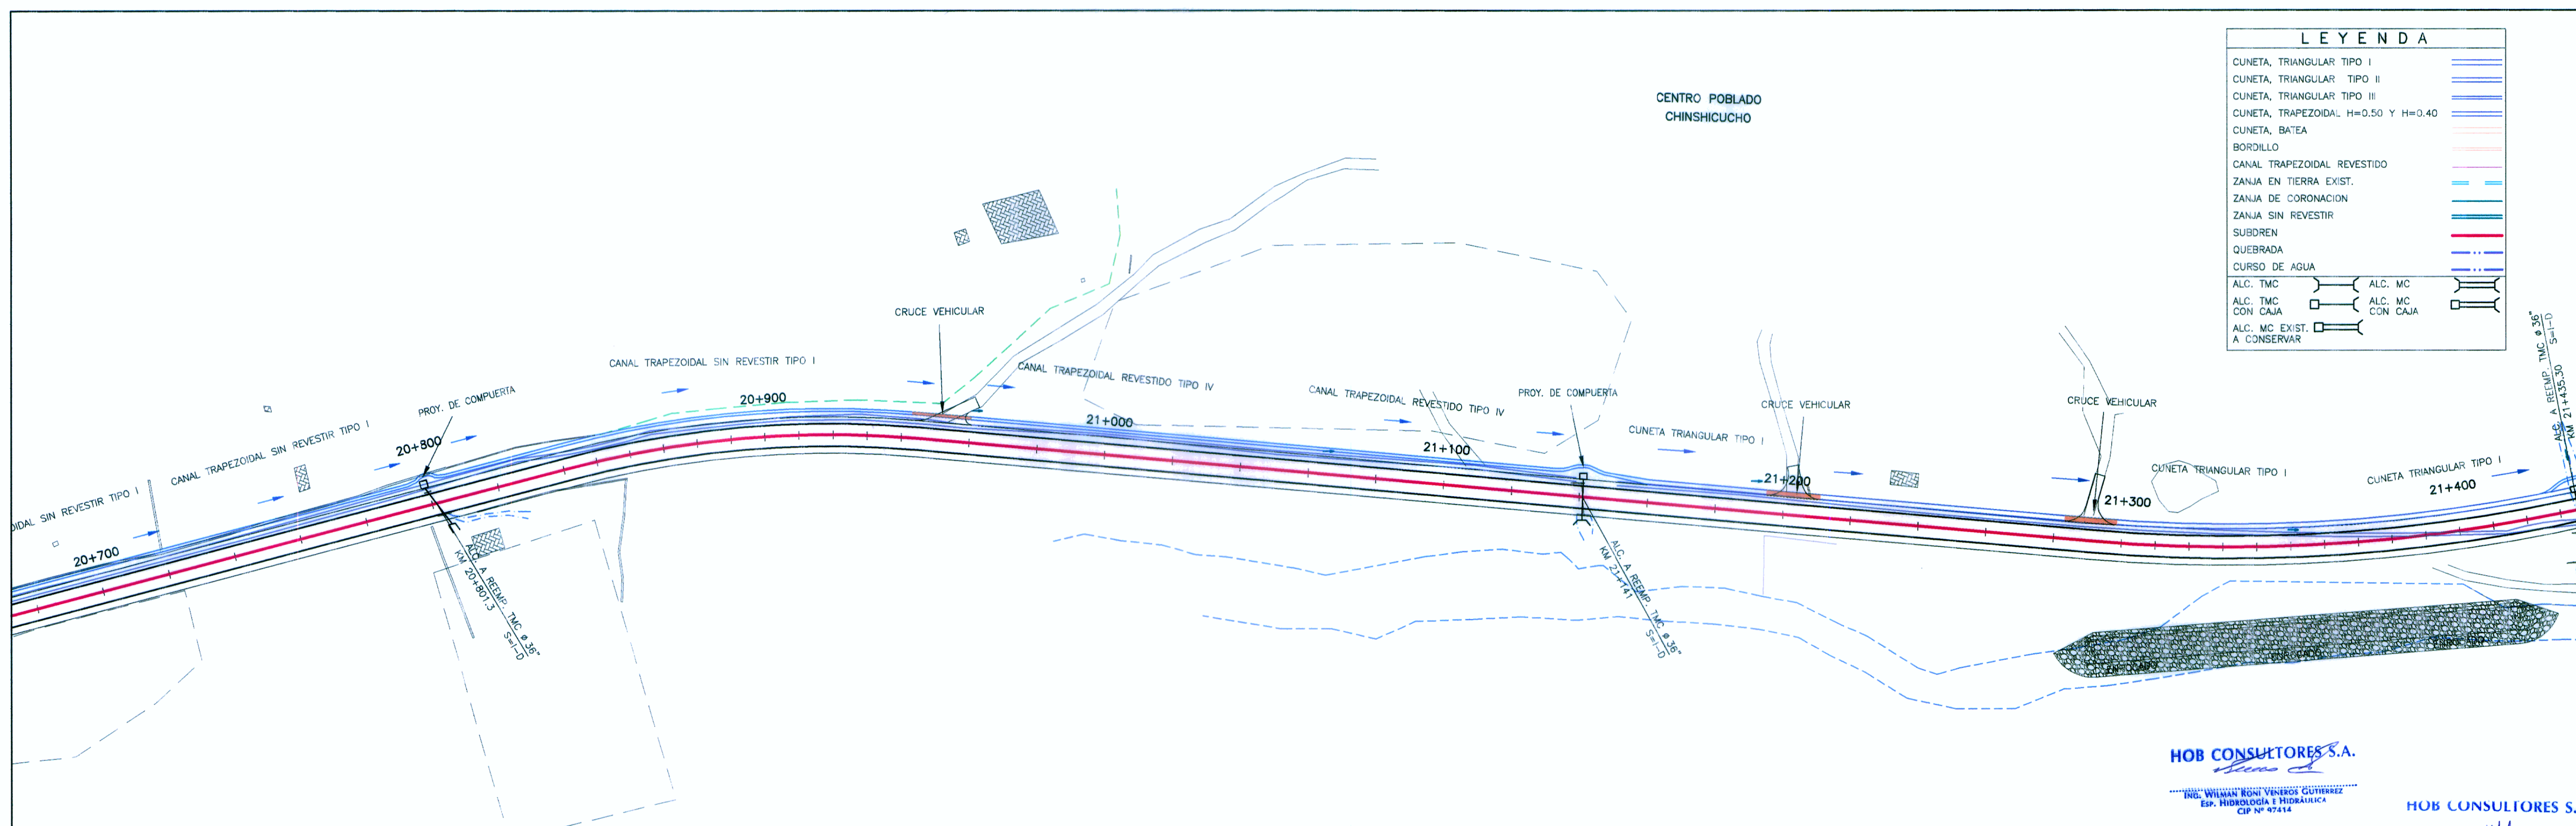 LEYENDA
CUNETA, TRIANGULAR TIPO I
CUNETA, TRIANGULAR TIPO II
CUNETA, TRIANGULAR TIPO III
CUNETA, TRAPEZOIDAL H=0.50 Y H=0.40
CUNETA, BATEA
BORDILLO
CANAL TRAPEZOIDAL REVESTIDO
ZANJA EN TIERRA EXIST.
ZANJA DE CORONACION
ZANJA SIN REVESTIR
SUBDREN
QUEBRADA
CURSO DE AGUA
ALC. TMC
ALC. MC
ALC. TMC
CON CAJA
ALC. MC
CON CAJA
ALC. MC EXIST.
A CONSERVAR
CENTRO POBLADO
CHINSHICUCHO
OIDAL SIN REVESTIR TIPO I
20+700
CANAL TRAPEZOIDAL SIN REVESTIR TIPO I
20+800
PROY. DE COMPUERTA
ALC. A REEMP. TMC ø 36"
KM 20+801.3
S=I-D
CANAL TRAPEZOIDAL SIN REVESTIR TIPO I
20+900
CRUCE VEHICULAR
CANAL TRAPEZOIDAL REVESTIDO TIPO IV
21+000
CANAL TRAPEZOIDAL REVESTIDO TIPO IV
21+100
PROY. DE COMPUERTA
ALC. A REEMP. TMC ø 36"
KM 21+141
S=I-D
CUNETA TRIANGULAR TIPO I
CRUCE VEHICULAR
21+200
CRUCE VEHICULAR
21+300
CUNETA TRIANGULAR TIPO I
CUNETA TRIANGULAR TIPO I
21+400
ALC. A REEMP. TMC ø 36"
KM 21+435.30
S=I-D
ENROCADO
ENROCADO
ENROCADO
HOB CONSULTORES S.A.
ING. WILMAN RONI VENEROS GUTIERREZ
ESP. HIDROLOGÍA E HIDRÁULICA
CIP Nº 97414
HOB CONSULTORES S.